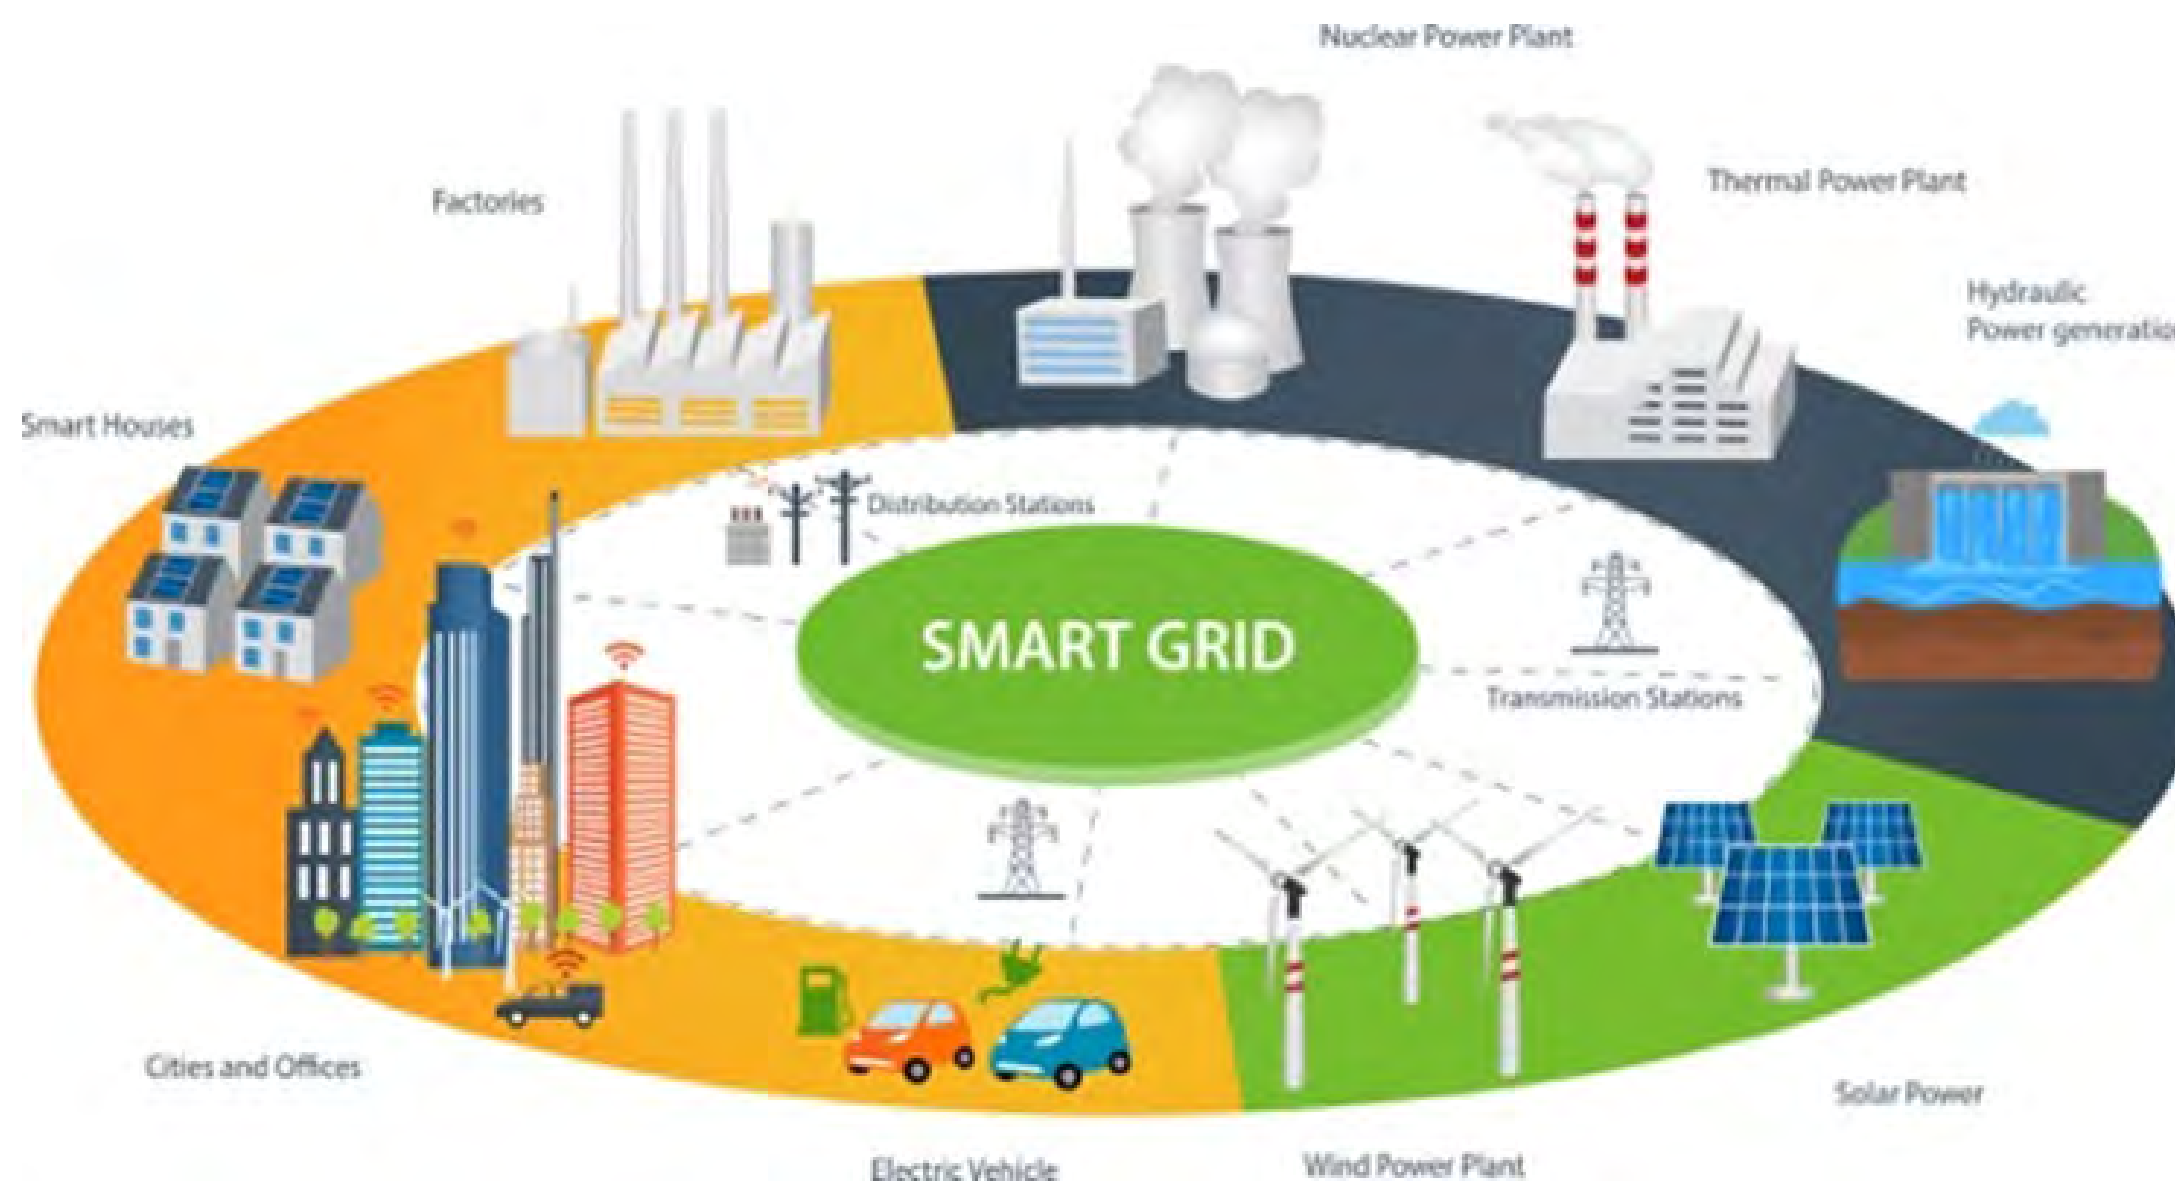 Nuclear Power Plant
Thermal Power Plant
Factories
Hydraulic
Power generatio
Smart Houses
Distribution Stations
SMART GRID
Transmission Stations
Cities and Offices
Solar Power
Electric Vehicle
Wind Power Plant